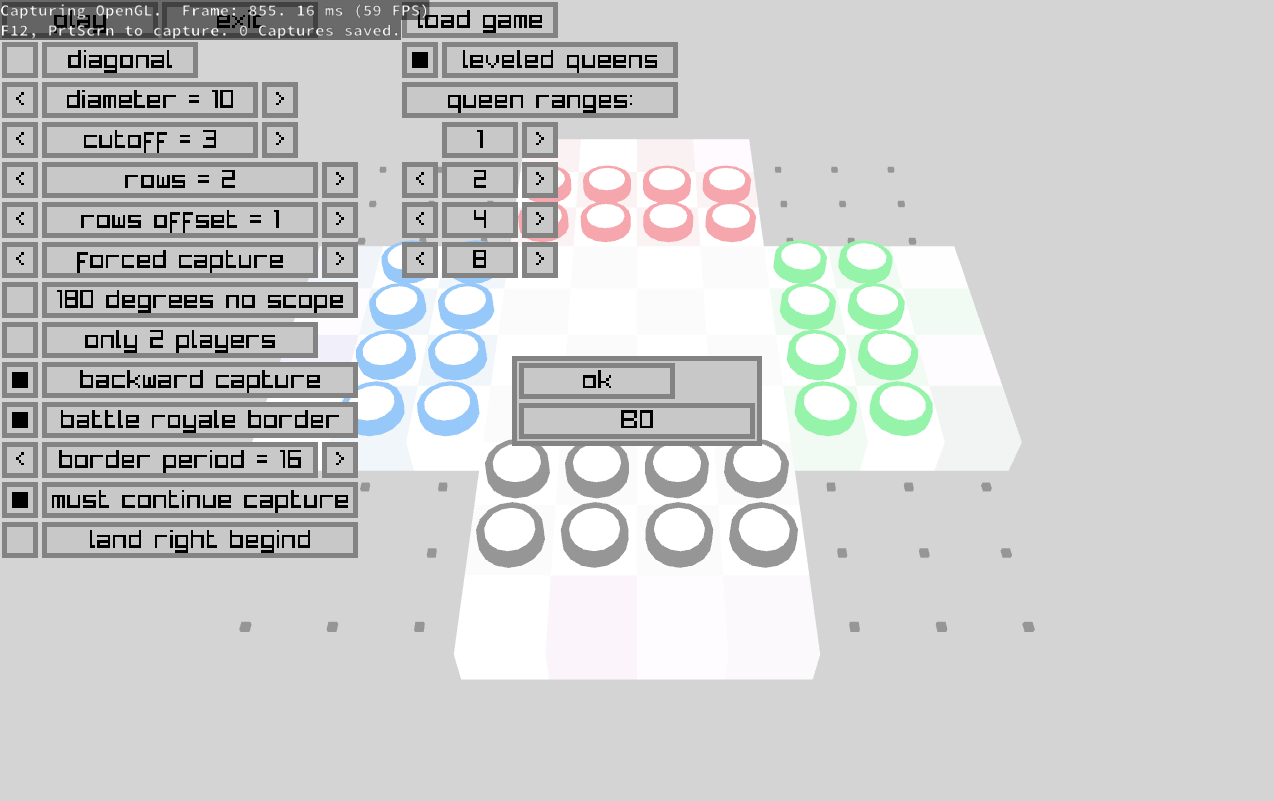 Capturing OpenGL. Frame: 855. 16 ms (59 FPS)
F12, PrtScrn to capture. 0 Captures saved.
play exit load game
diagonal
leveled queens
< diameter = 10 >
queen ranges:
< cutoff = 3 >
1 >
< rows = 2 >
< 2 >
< rows offset = 1 >
< 4 >
< forced capture >
< 8 >
180 degrees no scope
only 2 players
backward capture
battle royale border
< border period = 16 >
must continue capture
land right begind
ok
80